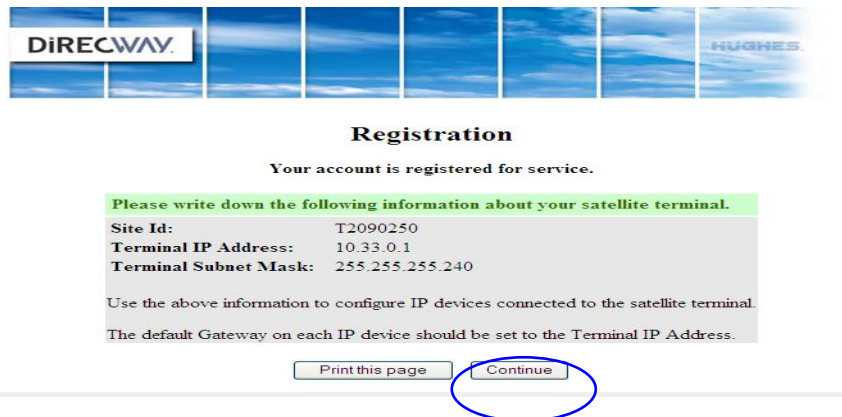 DiRECWAY.
HUGHES.
Registration
Your account is registered for service.
Please write down the following information about your satellite terminal.
Site Id: T2090250
Terminal IP Address: 10.33.0.1
Terminal Subnet Mask: 255.255.255.240
Use the above information to configure IP devices connected to the satellite terminal.
The default Gateway on each IP device should be set to the Terminal IP Address.
Print this page Continue